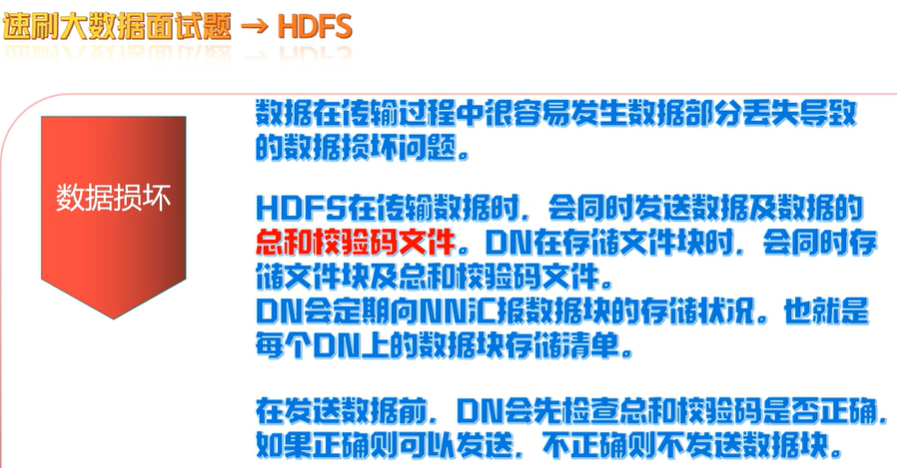 速刷大数据面试题 → HDFS
数据损坏
数据在传输过程中很容易发生数据部分丢失导致
的数据损坏问题。
HDFS在传输数据时，会同时发送数据及数据的
总和校验码文件。DN在存储文件块时，会同时存
储文件块及总和校验码文件。
DN会定期向NN汇报数据块的存储状况。也就是
每个DN上的数据块存储清单。
在发送数据前，DN会先检查总和校验码是否正确，
如果正确则可以发送，不正确则不发送数据块。